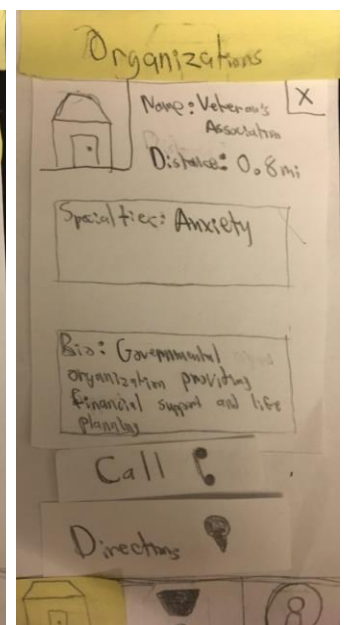 Organizations
X
Name: Veteran's
Association
Distance: 0.8mi
Specialties: Anxiety
Bio: Governmental
organization providing
financial support and life
planning
Call
Directions